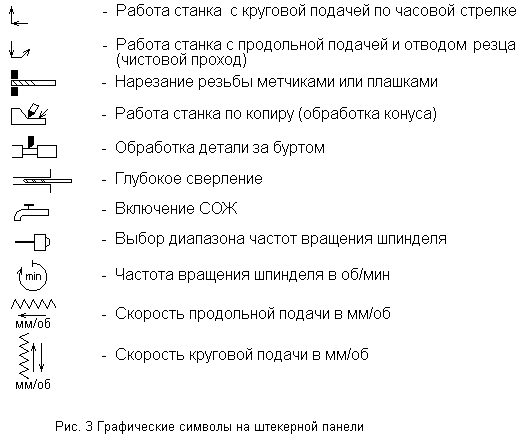 - Работа станка с круговой подачей по часовой стрелке
- Работа станка с продольной подачей и отводом резца
(чистовой проход)
- Нарезание резьбы метчиками или плашками
- Работа станка по копиру (обработка конуса)
- Обработка детали за буртом
- Глубокое сверление
- Включение СОЖ
- Выбор диапазона частот вращения шпинделя
min - Частота вращения шпинделя в об/мин
- Скорость продольной подачи в мм/об
мм/об
- Скорость круговой подачи в мм/об
мм/об
Рис. 3 Графические символы на штекерной панели